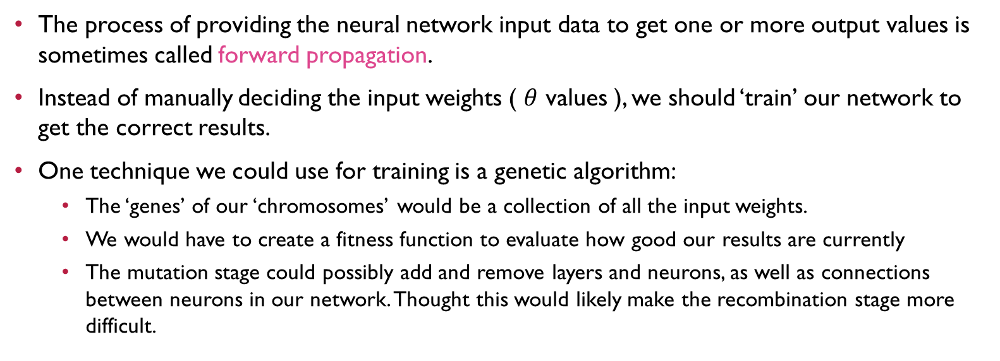 • The process of providing the neural network input data to get one or more output values is
sometimes called forward propagation.
• Instead of manually deciding the input weights ( θ values ), we should ‘train’ our network to
get the correct results.
• One technique we could use for training is a genetic algorithm:
• The ‘genes’ of our ‘chromosomes’ would be a collection of all the input weights.
• We would have to create a fitness function to evaluate how good our results are currently
• The mutation stage could possibly add and remove layers and neurons, as well as connections
between neurons in our network. Thought this would likely make the recombination stage more
difficult.